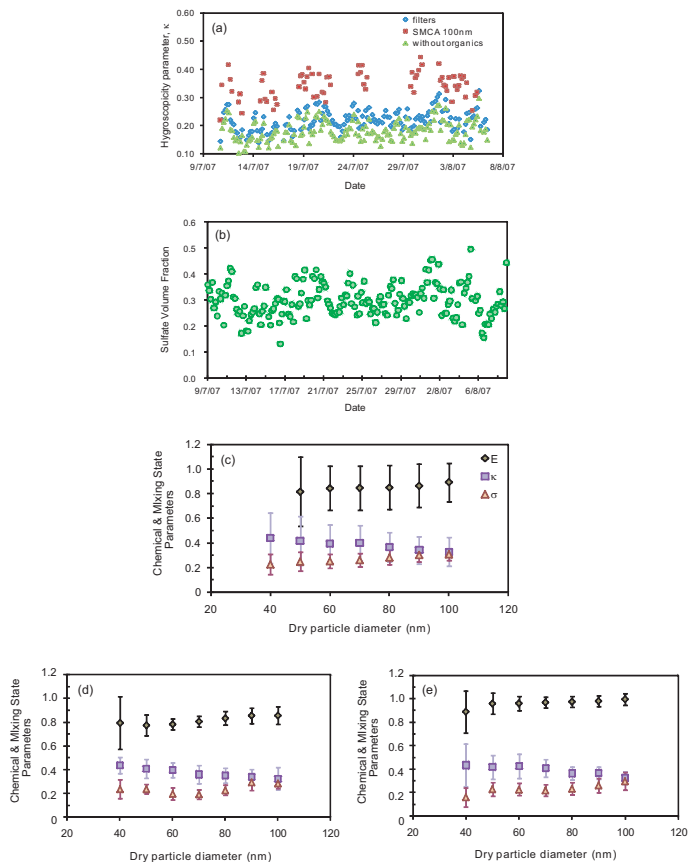 (a)
filters
SMCA 100nm
without organics
Hygroscopicity parameter, κ
0.60
0.50
0.40
0.30
0.20
0.10
9/7/07 14/7/07 19/7/07 24/7/07 29/7/07 3/8/07 8/8/07
Date
(b)
Sulfate Volume Fraction
0.6
0.5
0.4
0.3
0.2
0.1
0.0
9/7/07 13/7/07 17/7/07 21/7/07 25/7/07 29/7/07 2/8/07 6/8/07
Date
(c)
E
κ
σ
Chemical & MIxing State
Parameters
1.2
1.0
0.8
0.6
0.4
0.2
0
20 40 60 80 100 120
Dry particle diameter (nm)
(d)
Chemical & MIxing State
Parameters
1.2
1.0
0.8
0.6
0.4
0.2
0
20 40 60 80 100 120
Dry particle diameter (nm)
(e)
Chemical & MIxing State
Parameters
1.2
1.0
0.8
0.6
0.4
0.2
0
20 40 60 80 100 120
Dry particle diameter (nm)